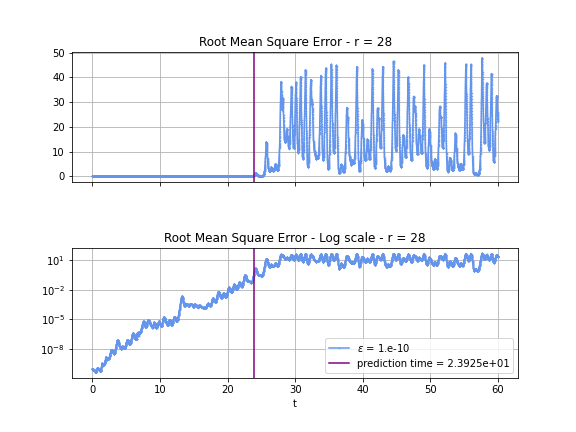 Root Mean Square Error - r = 28
50
40
30
20
10
0
Root Mean Square Error - Log scale - r = 28
10¹
10⁻²
10⁻⁵
10⁻⁸
ε = 1.e-10
prediction time = 2.3925e+01
0 10 20 30 40 50 60
t